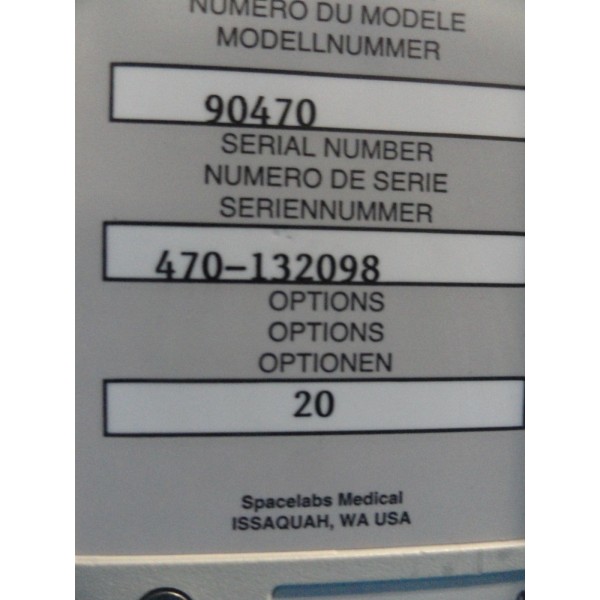 NUMERO DU MODELE
MODELLNUMMER
90470
SERIAL NUMBER
NUMERO DE SERIE
SERIENNUMMER
470-132098
OPTIONS
OPTIONS
OPTIONEN
20
Spacelabs Medical
ISSAQUAH, WA USA